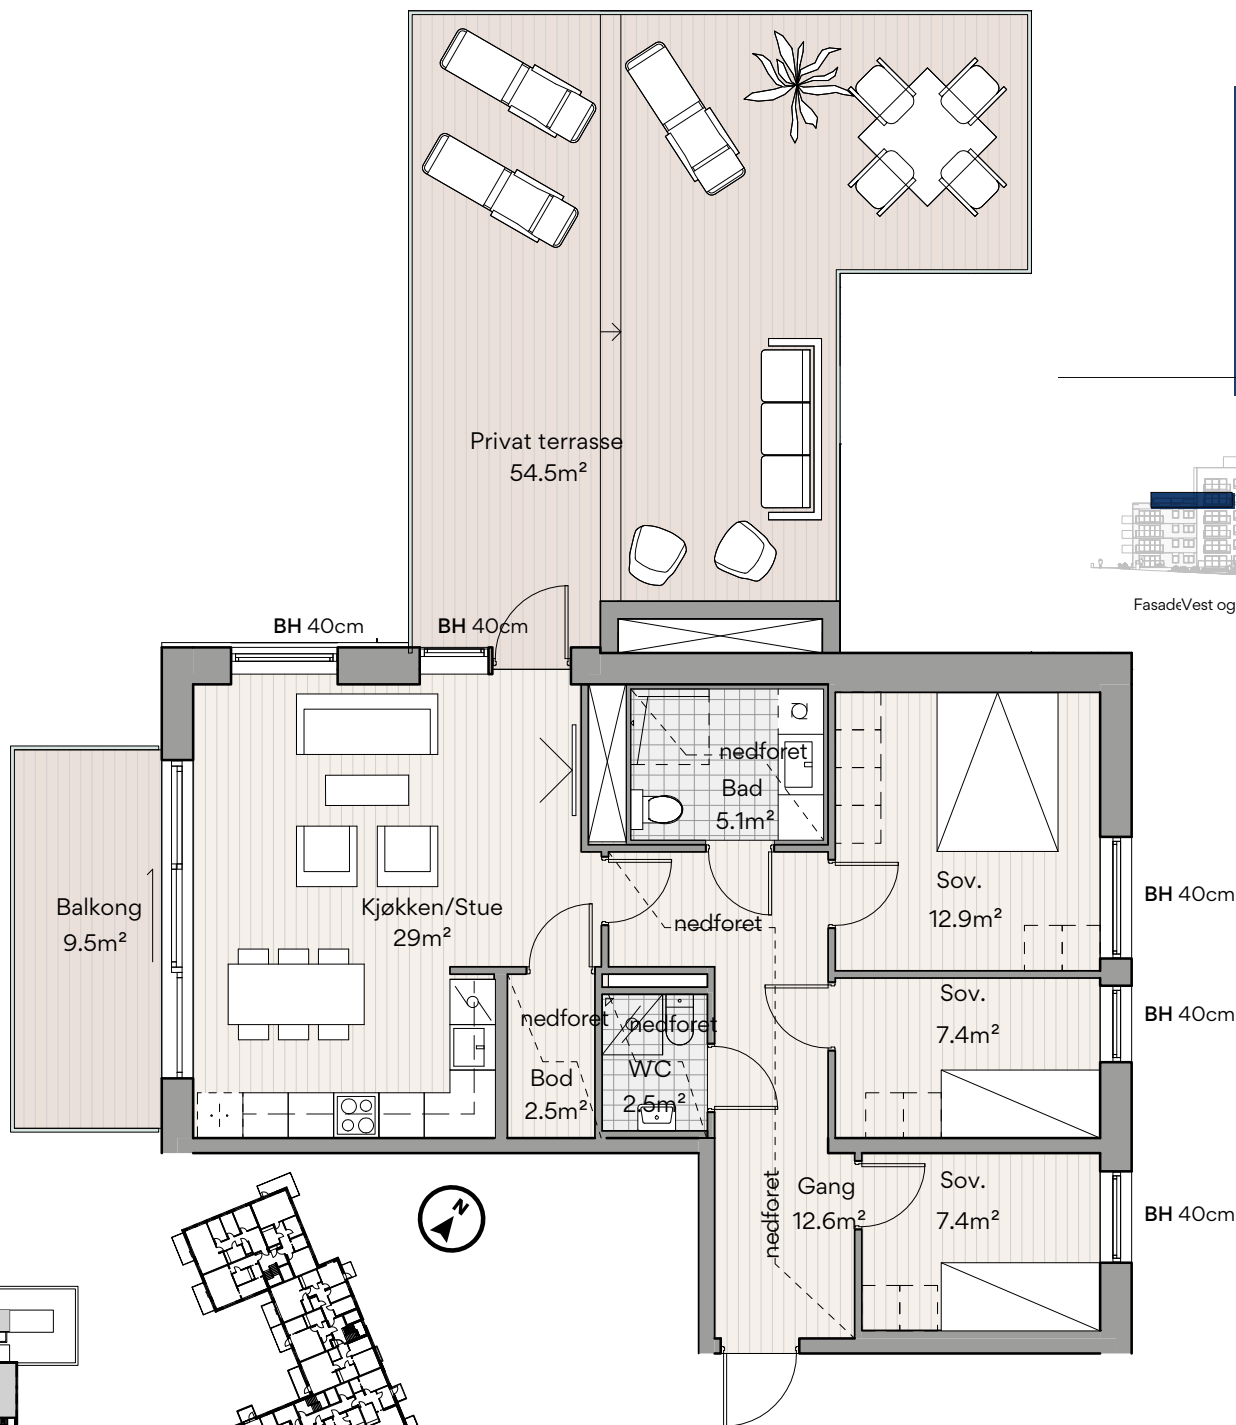 Privat terrasse
54.5m²
BH 40cm
BH 40cm
FasadeVest og
nedforet
Bad
5.1m²
Sov.
12.9m²
BH 40cm
Balkong
9.5m²
Kjøkken/Stue
29m²
nedforet
Sov.
7.4m²
BH 40cm
nedforet
nedforet
Bod
2.5m²
WC
2.5m²
nedforet
Gang
12.6m²
Sov.
7.4m²
BH 40cm
N